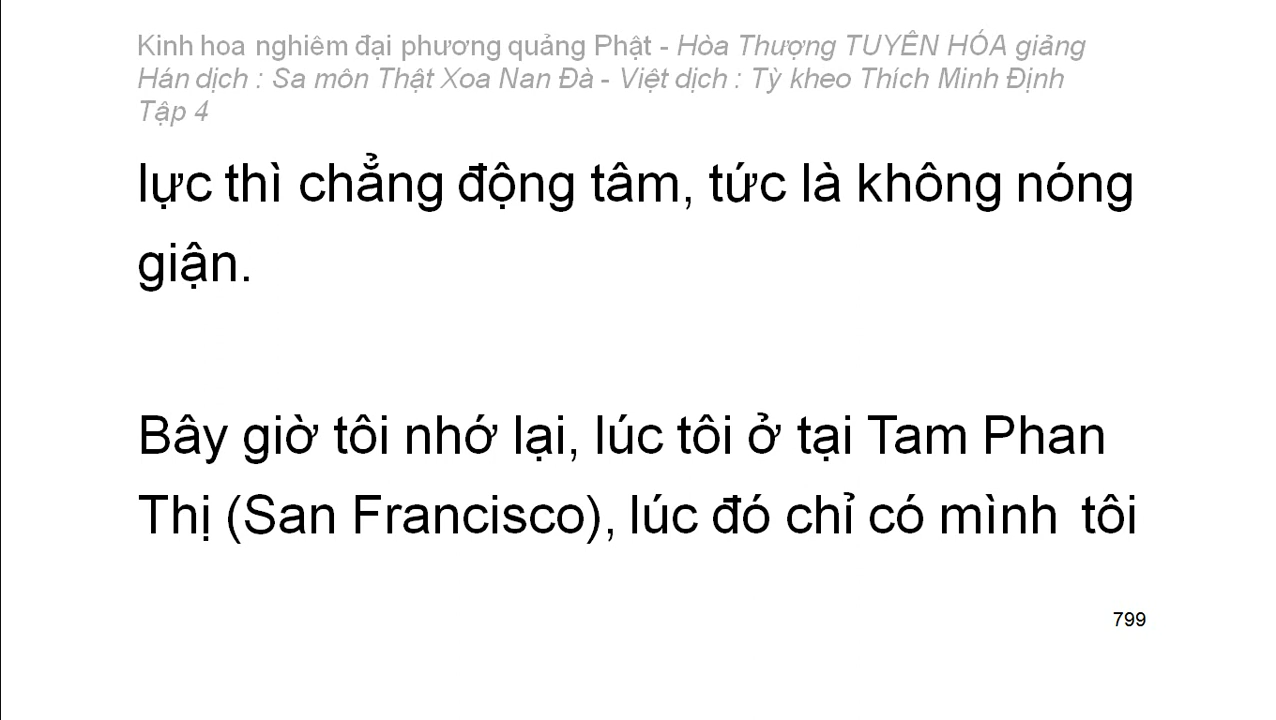 Kinh hoa nghiêm đại phương quảng Phật - Hòa Thượng TUYÊN HÓA giảng
Hán dịch : Sa môn Thật Xoa Nan Đà - Việt dịch : Tỳ kheo Thích Minh Định
Tập 4
lực thì chẳng động tâm, tức là không nóng
giận.
Bây giờ tôi nhớ lại, lúc tôi ở tại Tam Phan
Thị (San Francisco), lúc đó chỉ có mình tôi
799